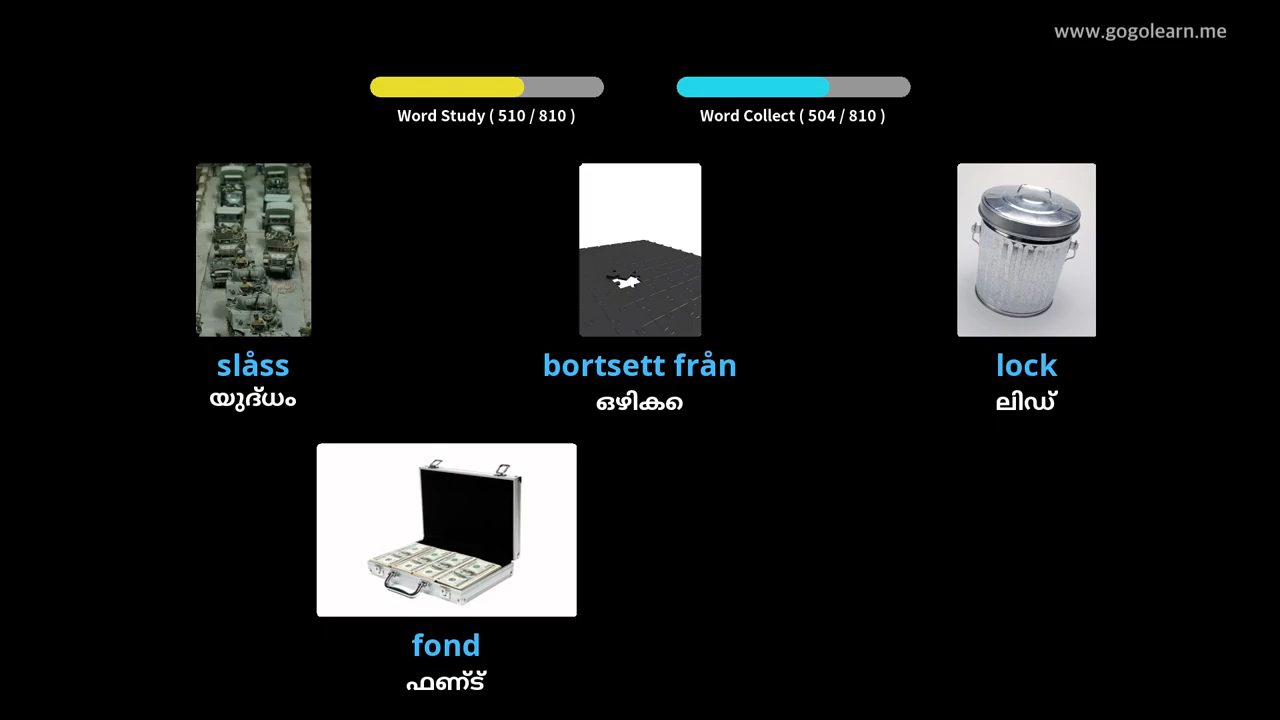 www.gogolearn.me
Word Study ( 510 / 810 )
Word Collect ( 504 / 810 )
slåss
യുദ്ധം
bortsett från
ഒഴികെ
lock
ലിഡ്
fond
ഫണ്ട്